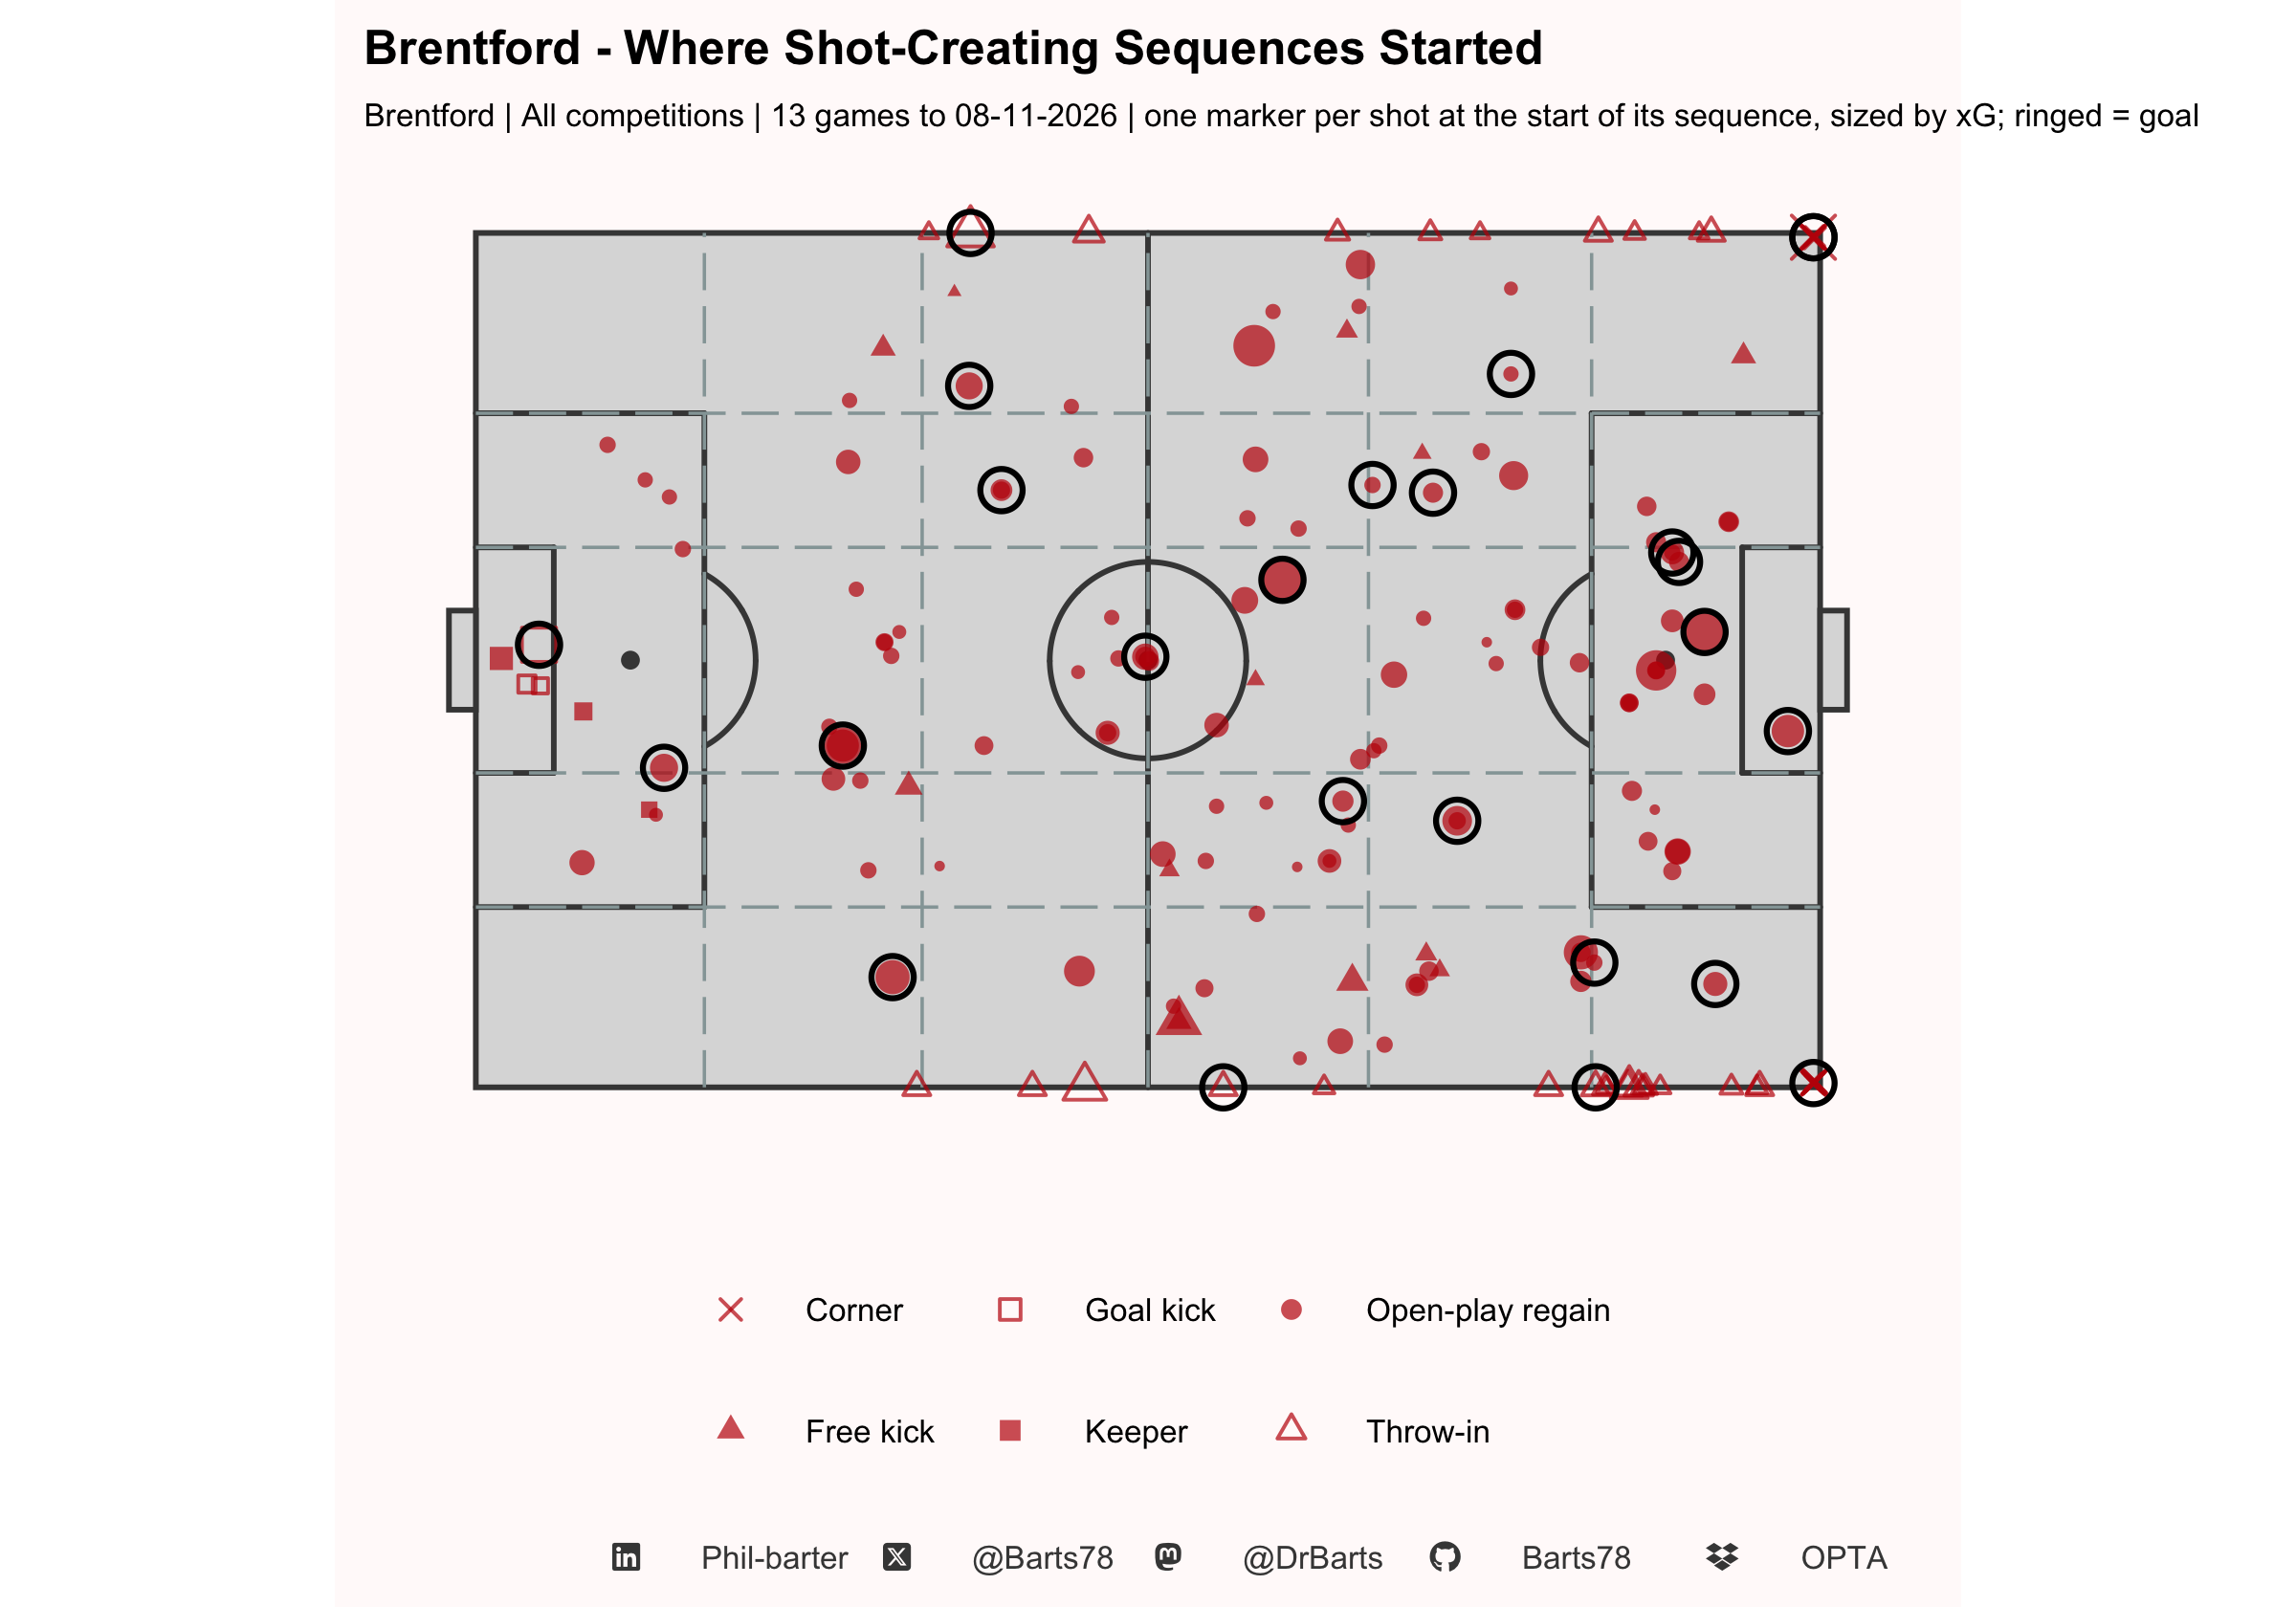 Brentford - Where Shot-Creating Sequences Started
Brentford | All competitions | 13 games to 08-11-2026 | one marker per shot at the start of its sequence, sized by xG; ringed = goal
Corner Goal kick Open-play regain
Free kick Keeper Throw-in
Phil-barter @Barts78 @DrBarts Barts78 OPTA